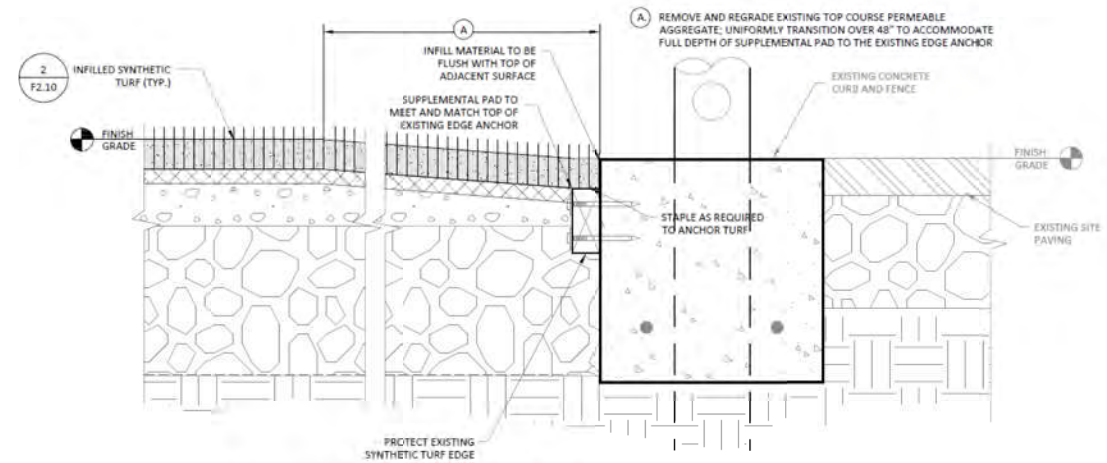 A
A. REMOVE AND REGRADE EXISTING TOP COURSE PERMEABLE
AGGREGATE; UNIFORMLY TRANSITION OVER 48" TO ACCOMMODATE
FULL DEPTH OF SUPPLEMENTAL PAD TO THE EXISTING EDGE ANCHOR
2
F2.10
INFILLED SYNTHETIC
TURF (TYP.)
INFILL MATERIAL TO BE
FLUSH WITH TOP OF
ADJACENT SURFACE
EXISTING CONCRETE
CURB AND FENCE
SUPPLEMENTAL PAD TO
MEET AND MATCH TOP OF
EXISTING EDGE ANCHOR
FINISH
GRADE
FINISH
GRADE
STAPLE AS REQUIRED
TO ANCHOR TURF
EXISTING SITE
PAVING
PROTECT EXISTING
SYNTHETIC TURF EDGE